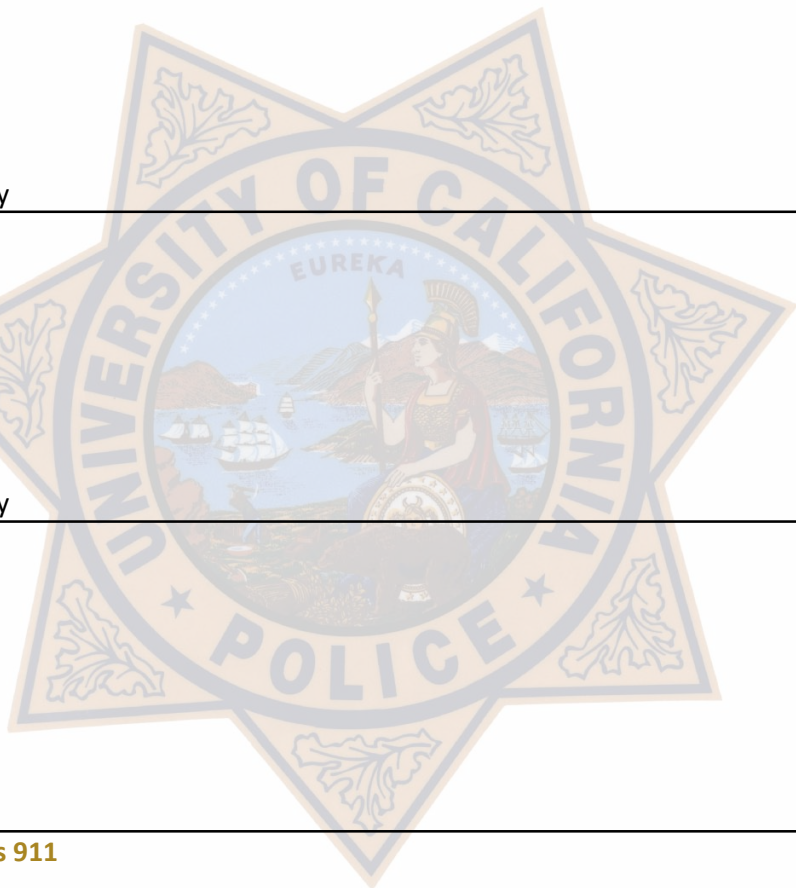 y
UNIVERSITY OF CALIFORNIA
EUREKA
y
POLICE
s 911